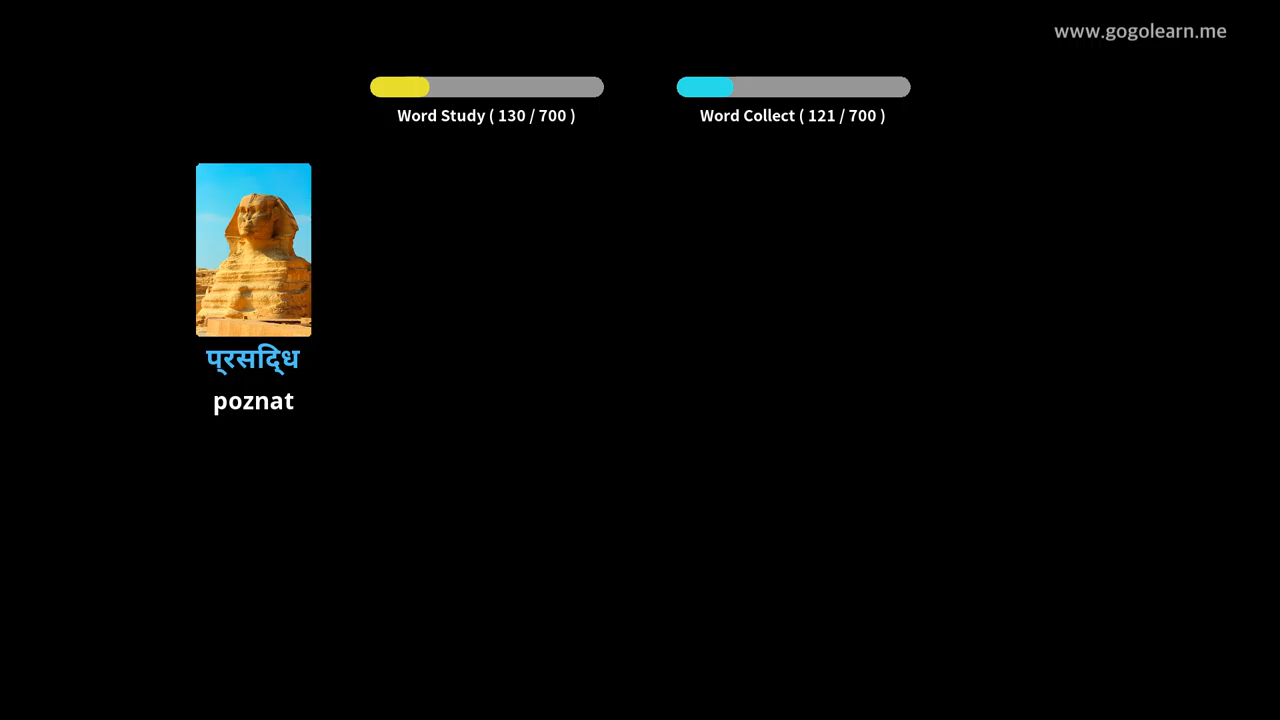 www.gogolearn.me
Word Study ( 130 / 700 )
Word Collect ( 121 / 700 )
प्रसिद्ध
poznat